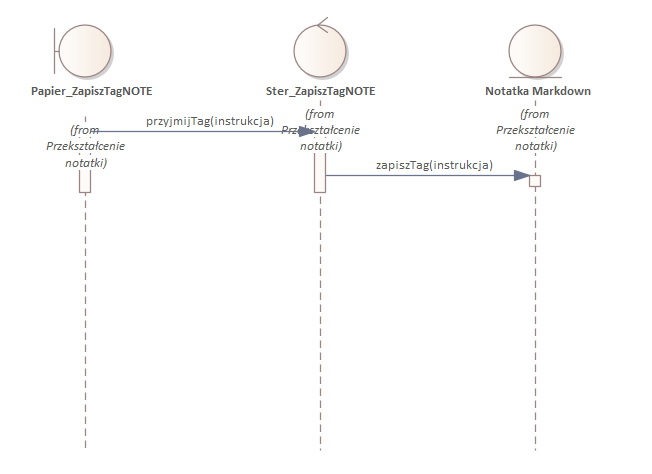 Papier_ZapiszTagNOTE
Ster_ZapiszTagNOTE
Notatka Markdown
(from
Przekształcenie
notatki)
(from
Przekształcenie
notatki)
(from
Przekształcenie
notatki)
przyjmijTag(instrukcja)
zapiszTag(instrukcja)